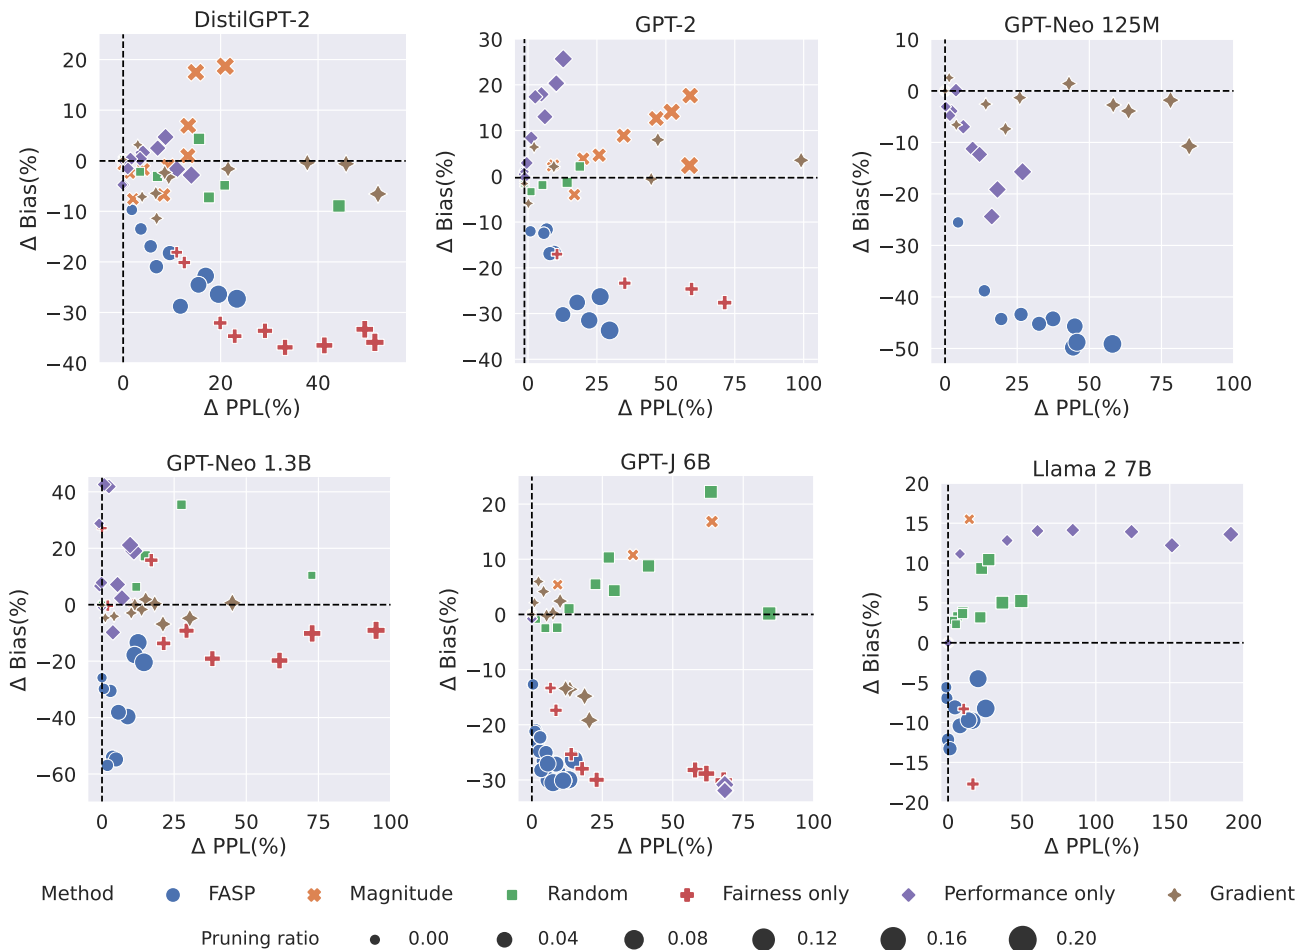 DistilGPT-2 GPT-2 GPT-Neo 125M
20 10 0 −10 −20 −30 −40
Δ Bias(%)
0 20 40
Δ PPL(%)
30 20 10 0 −10 −20 −30 −40
Δ Bias(%)
0 25 50 75 100
Δ PPL(%)
10 0 −10 −20 −30 −40 −50
Δ Bias(%)
0 25 50 75 100
Δ PPL(%)
GPT-Neo 1.3B GPT-J 6B Llama 2 7B
40 20 0 −20 −40 −60
Δ Bias(%)
0 25 50 75 100
Δ PPL(%)
20 10 0 −10 −20 −30
Δ Bias(%)
0 25 50 75 100
Δ PPL(%)
20 15 10 5 0 −5 −10 −15 −20
Δ Bias(%)
0 50 100 150 200
Δ PPL(%)
Method FASP Magnitude Random Fairness only Performance only Gradient
Pruning ratio 0.00 0.04 0.08 0.12 0.16 0.20